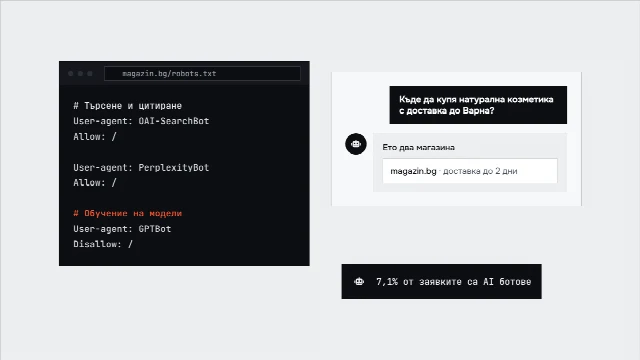 magazin.bg/robots.txt
# Търсене и цитиране
User-agent: OAI-SearchBot
Allow: /
User-agent: PerplexityBot
Allow: /
# Обучение на модели
User-agent: GPTBot
Disallow: /
Къде да купя натурална козметика
с доставка до Варна?
Ето два магазина
magazin.bg · доставка до 2 дни
7,1% от заявките са AI ботове